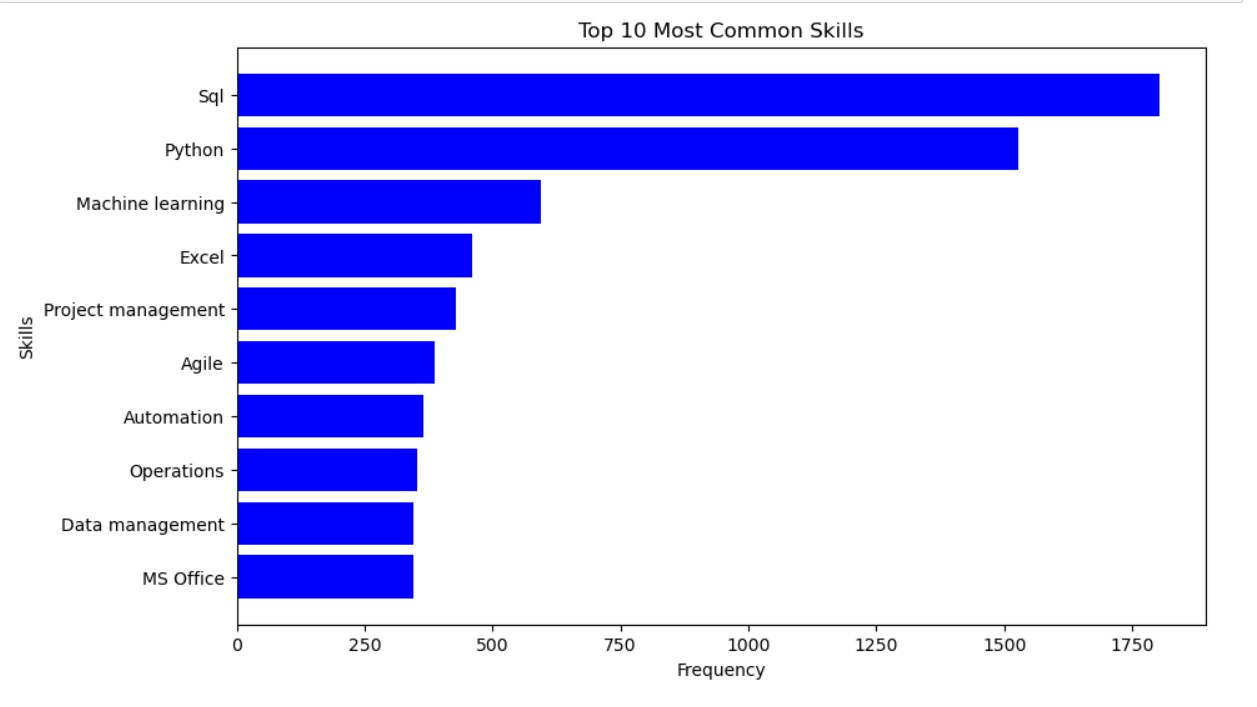 Top 10 Most Common Skills
Sql
Python
Machine learning
Excel
Project management
Agile
Automation
Operations
Data management
MS Office
Skills
0 250 500 750 1000 1250 1500 1750
Frequency